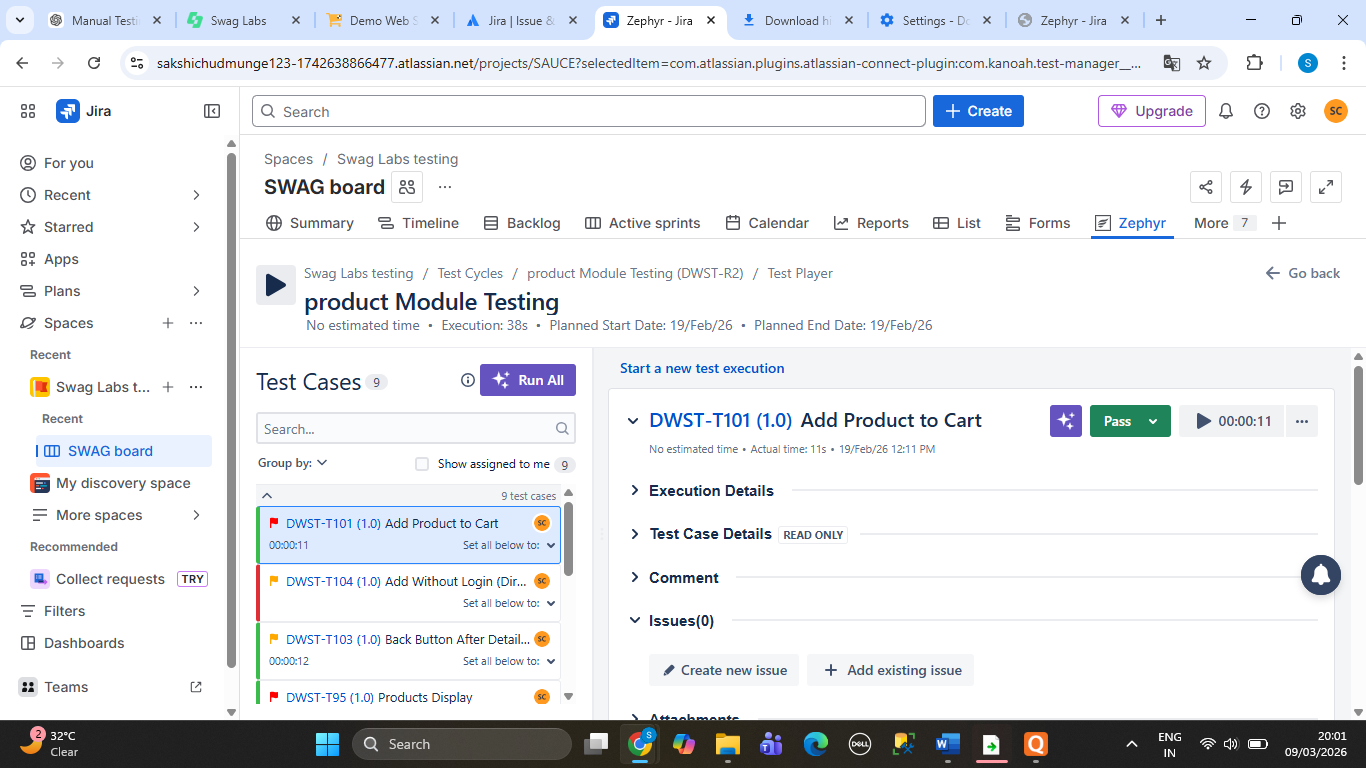 Manual Testi
Swag Labs
Demo Web S
Jira | Issue &
Zephyr - Jira
Download hi
Settings - Do
Zephyr - Jira
sakshichudmunge123-1742638866477.atlassian.net/projects/SAUCE?selectedItem=com.atlassian.plugins.atlassian-connect-plugin:com.kanoah.test-manager__...
S
Jira
Search
Create
Upgrade
SC
For you
Recent
Starred
Apps
Plans
Spaces
Recent
Swag Labs t...
Recent
SWAG board
My discovery space
More spaces
Recommended
Collect requests TRY
Filters
Dashboards
Teams
Spaces / Swag Labs testing
SWAG board
Summary
Timeline
Backlog
Active sprints
Calendar
Reports
List
Forms
Zephyr
More 7
Swag Labs testing / Test Cycles / product Module Testing (DWST-R2) / Test Player
Go back
product Module Testing
No estimated time • Execution: 38s • Planned Start Date: 19/Feb/26 • Planned End Date: 19/Feb/26
Test Cases 9
Run All
Search...
Group by:
Show assigned to me 9
9 test cases
DWST-T101 (1.0) Add Product to Cart SC
00:00:11 Set all below to:
DWST-T104 (1.0) Add Without Login (Dir... SC
Set all below to:
DWST-T103 (1.0) Back Button After Detail... SC
00:00:12 Set all below to:
DWST-T95 (1.0) Products Display SC
Start a new test execution
DWST-T101 (1.0) Add Product to Cart
Pass
00:00:11
No estimated time • Actual time: 11s • 19/Feb/26 12:11 PM
Execution Details
Test Case Details READ ONLY
Comment
Issues(0)
Create new issue
Add existing issue
Attachments
2
32°C
Clear
Search
S
DELL
W
Q
ENG
IN
20:01
09/03/2026